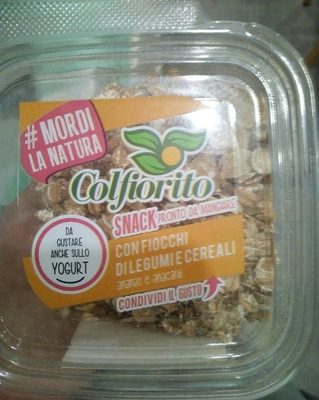 # MORDI
LA NATURA
Colfiorito
SNACK PRONTO DA MANGIARE
DA
GUSTARE
ANCHE SULLO
YOGURT
CON FIOCCHI
DI LEGUMI E CEREALI
ananas e anacardi
CONDIVIDI IL GUSTO